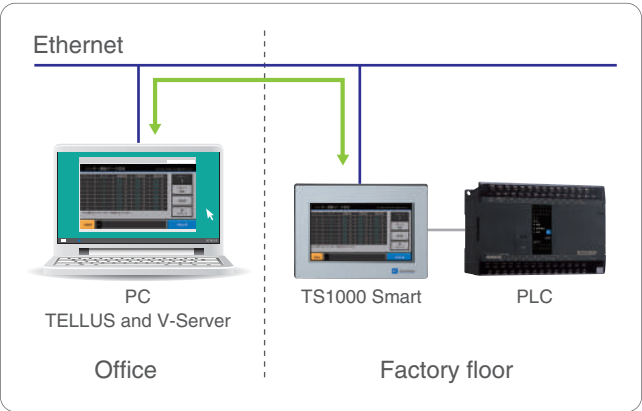 Ethernet
PC
TELLUS and V-Server
TS1000 Smart
PLC
Office
Factory floor